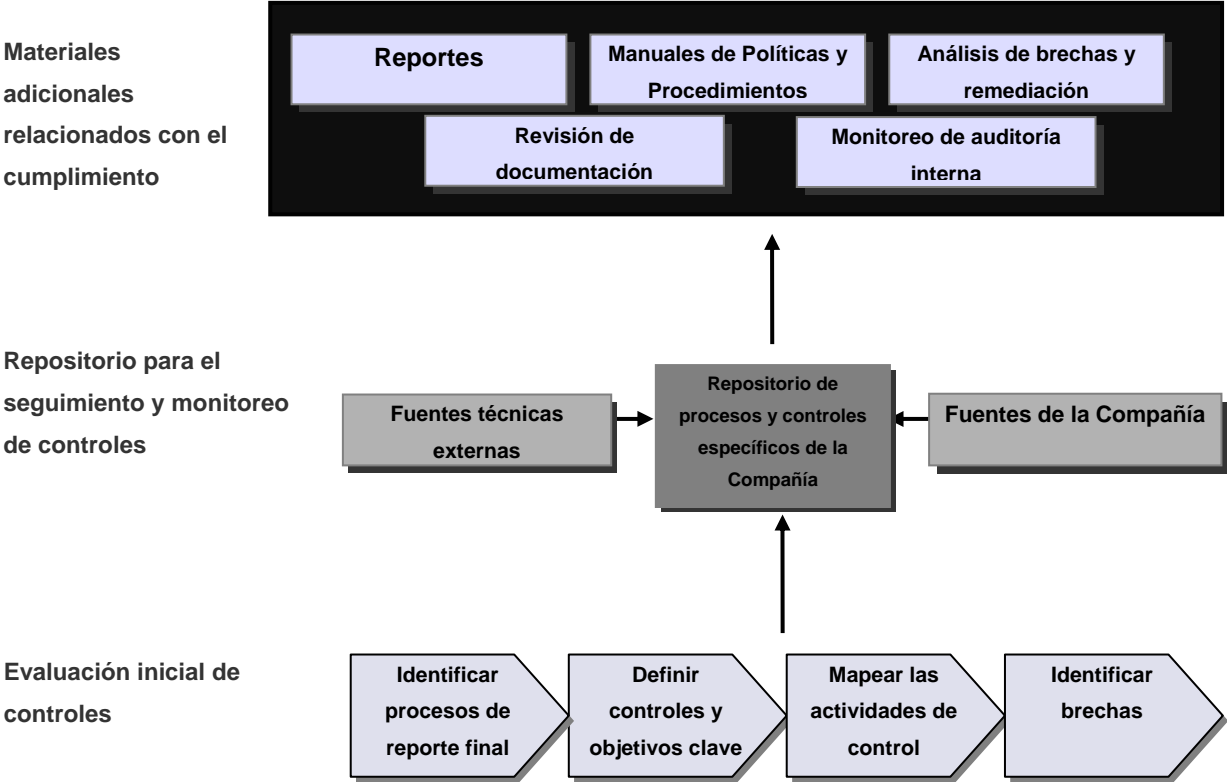 Materiales
adicionales
relacionados con el
cumplimiento
Reportes
Manuales de Políticas y
Procedimientos
Análisis de brechas y
remediación
Revisión de
documentación
Monitoreo de auditoría
interna
Repositorio para el
seguimiento y monitoreo
de controles
Fuentes técnicas
externas
Repositorio de
procesos y controles
específicos de la
Compañía
Fuentes de la Compañía
Evaluación inicial de
controles
Identificar
procesos de
reporte final
Definir
controles y
objetivos clave
Mapear las
actividades de
control
Identificar
brechas